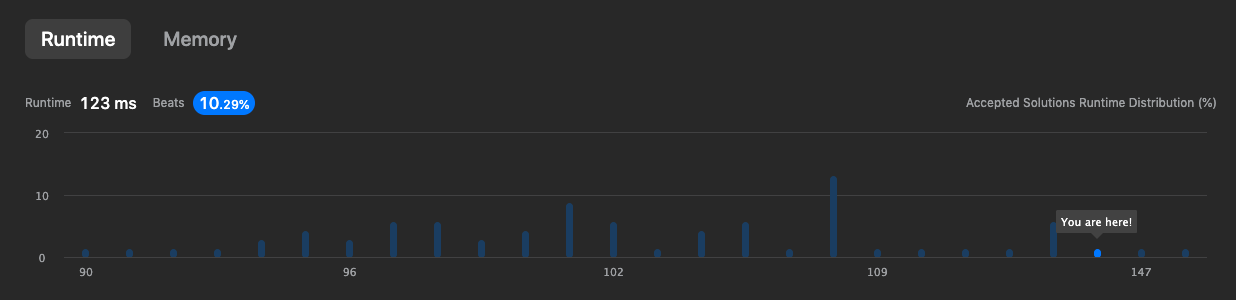 Runtime Memory
Runtime 123 ms Beats 10.29% Accepted Solutions Runtime Distribution (%)
20
10
You are here!
0
90 96 102 109 147